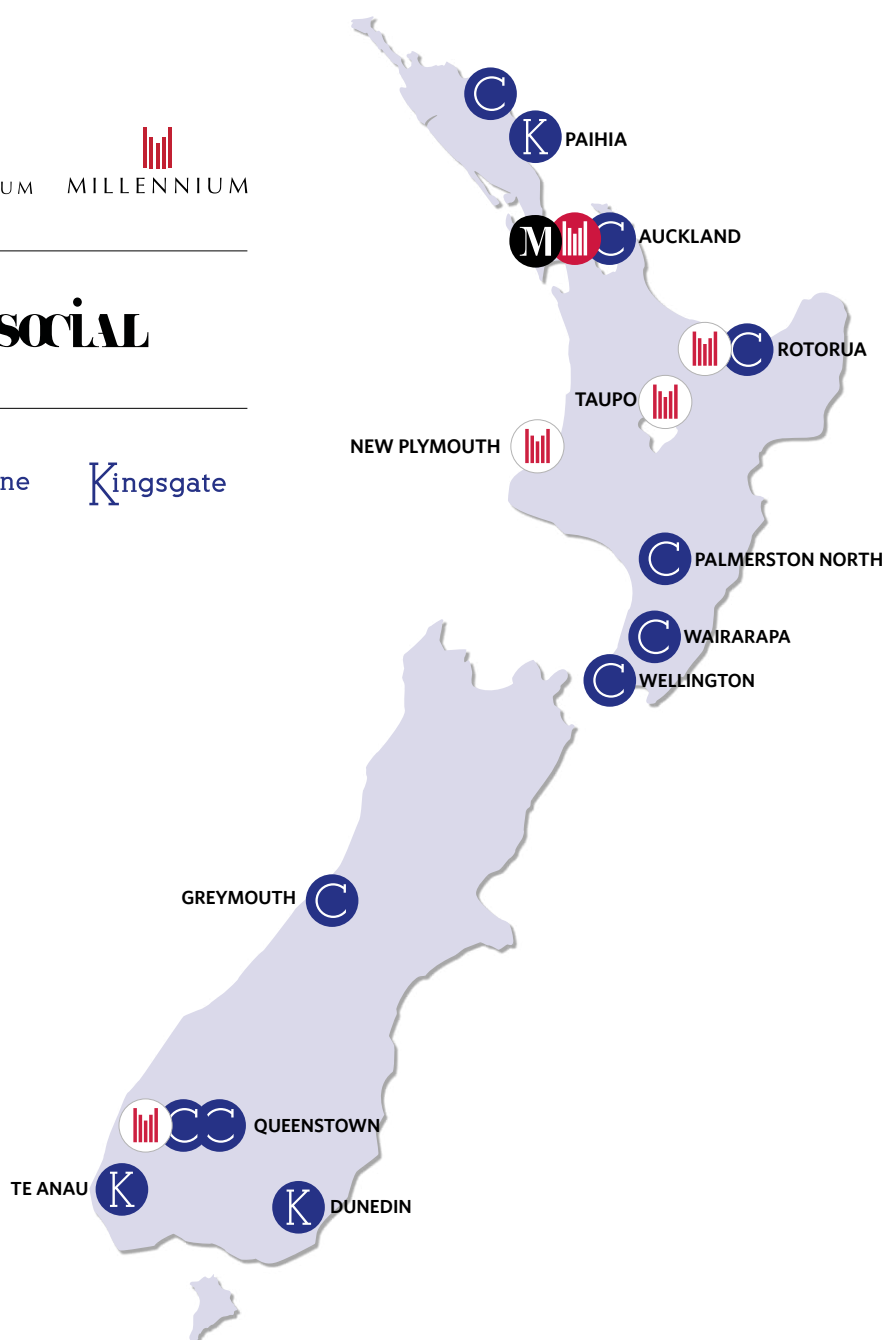 UM MILLENNIUM
SOCIAL
ne Kingsgate
C
K PAIHIA
M C AUCKLAND
C ROTORUA
TAUPO
NEW PLYMOUTH
C PALMERSTON NORTH
C WAIRARAPA
C WELLINGTON
GREYMOUTH C
C C QUEENSTOWN
TE ANAU K
K DUNEDIN